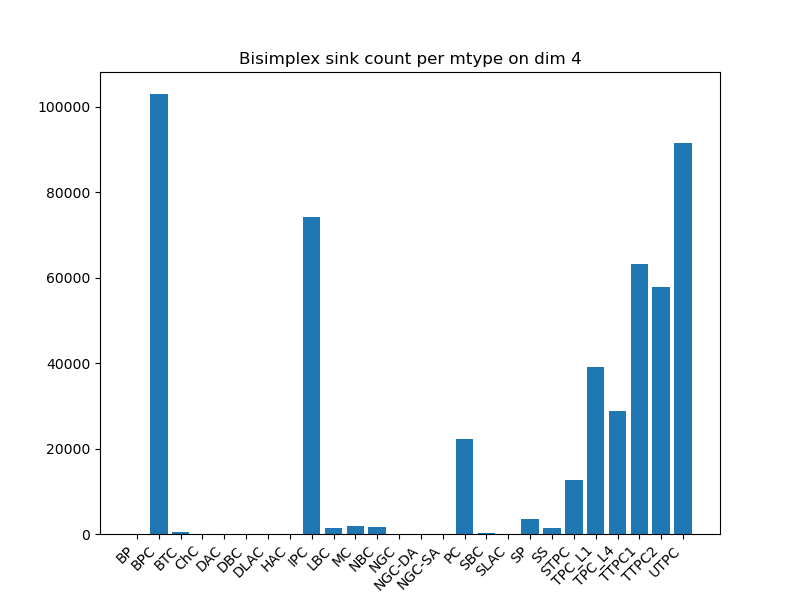 Bisimplex sink count per mtype on dim 4
100000
80000
60000
40000
20000
0
BP
BPC
BTC
ChC
DAC
DBC
DLAC
HAC
IPC
LBC
MC
NBC
NGC
NGC-DA
NGC-SA
PC
SBC
SLAC
SP
SS
STPC
TPC_L1
TPC_L4
TTPC1
TTPC2
UTPC